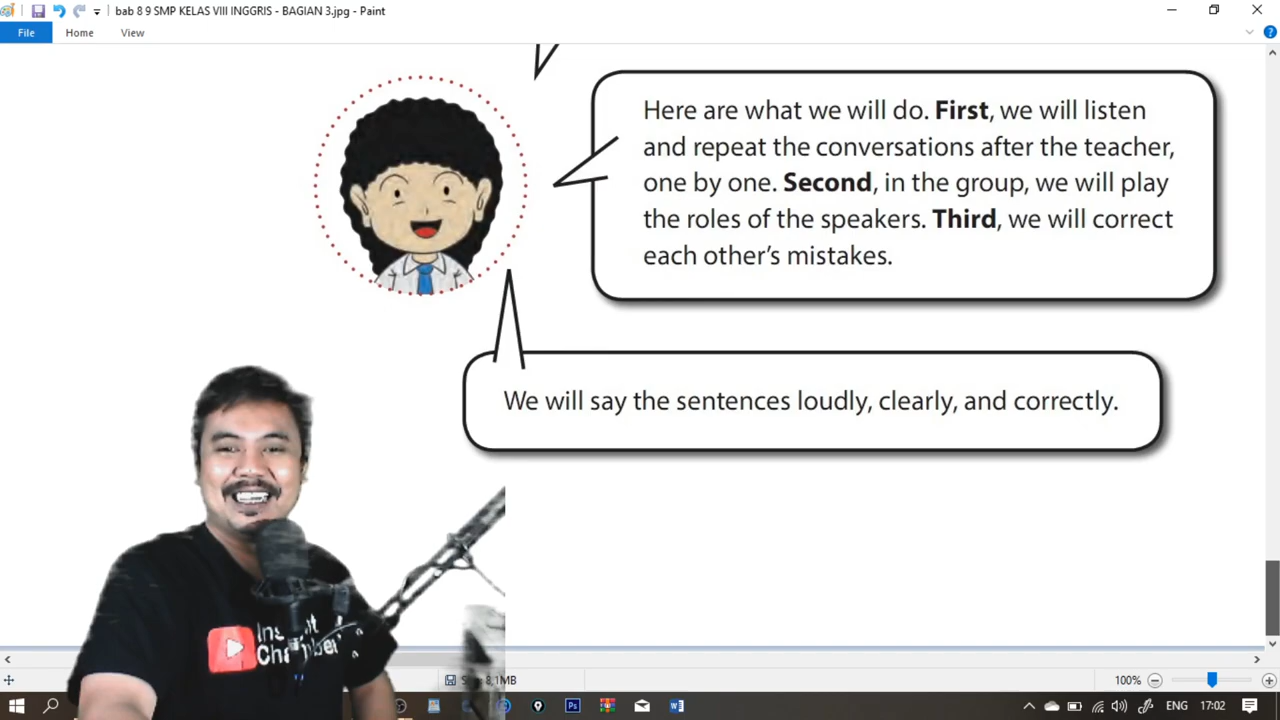 bab 8 9 SMP KELAS VIII INGGRIS - BAGIAN 3.jpg - Paint
File Home View
Here are what we will do. First, we will listen
and repeat the conversations after the teacher,
one by one. Second, in the group, we will play
the roles of the speakers. Third, we will correct
each other's mistakes.
We will say the sentences loudly, clearly, and correctly.
8,1MB
100%
ENG 17:02